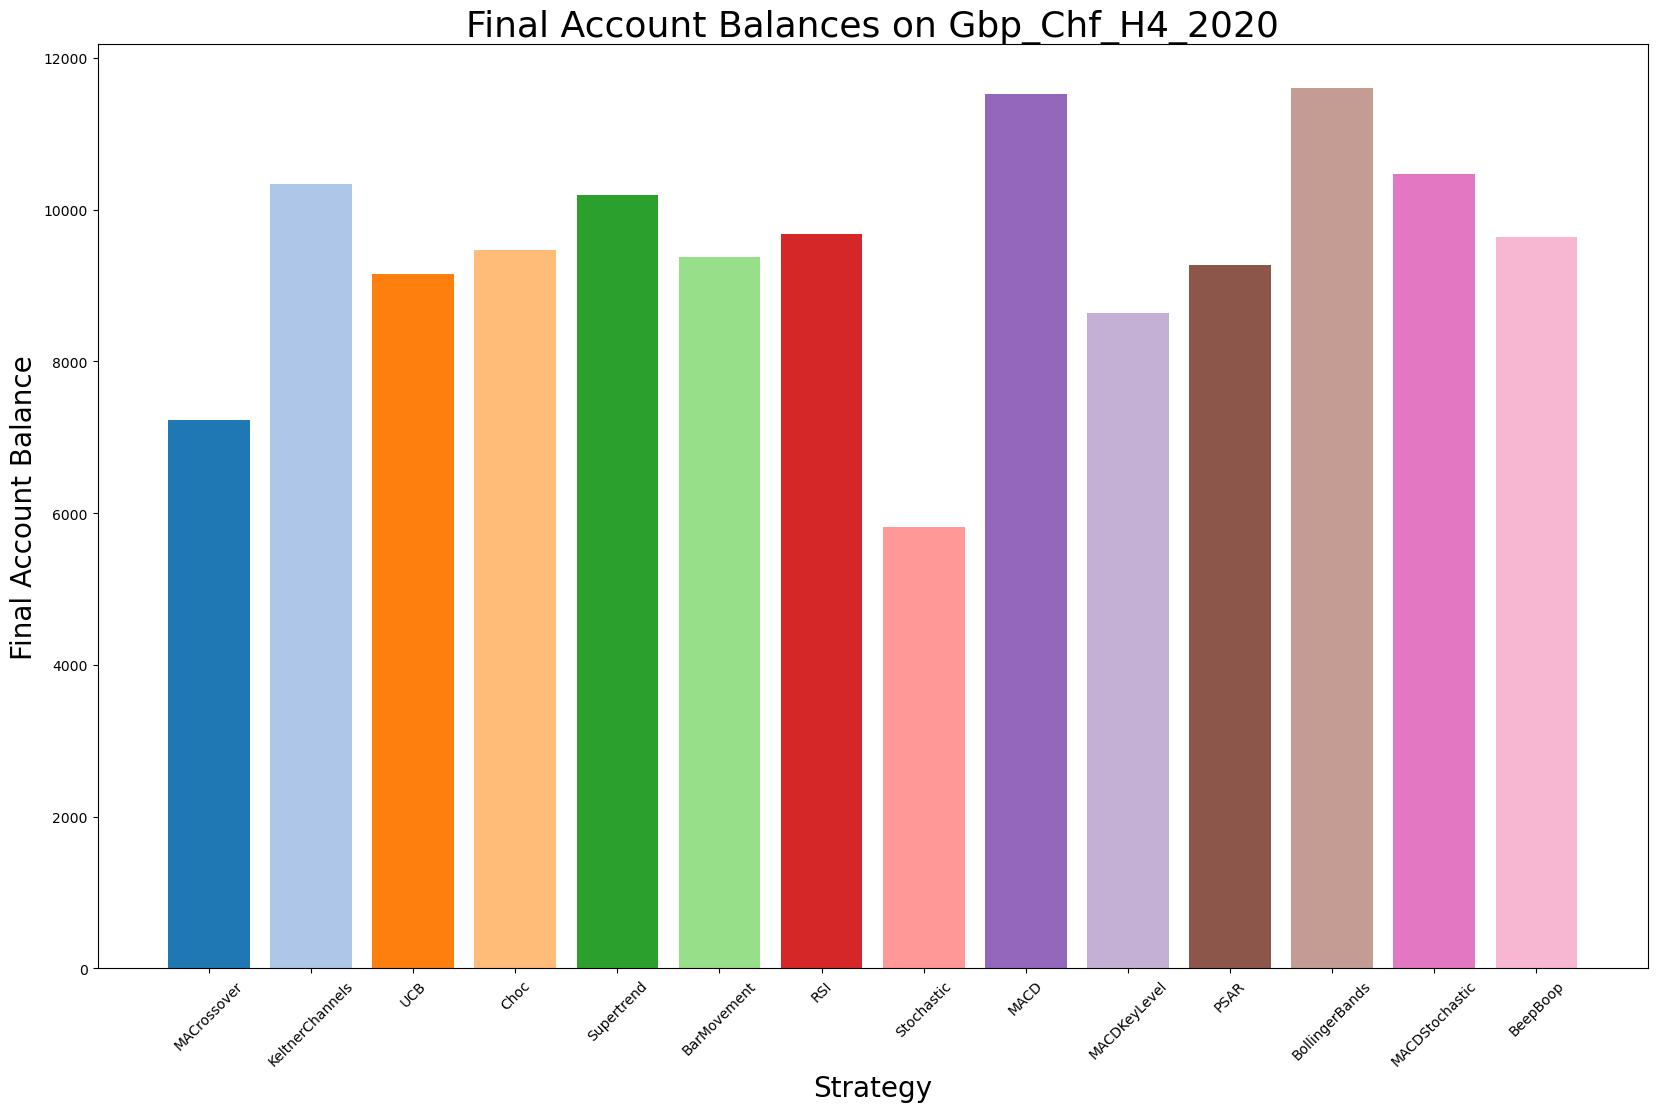 Final Account Balances on Gbp_Chf_H4_2020
Final Account Balance
12000
10000
8000
6000
4000
2000
0
MACrossover
KeltnerChannels
UCB
Choc
Supertrend
BarMovement
RSI
Stochastic
MACD
MACDKeyLevel
PSAR
BollingerBands
MACDStochastic
BeepBoop
Strategy